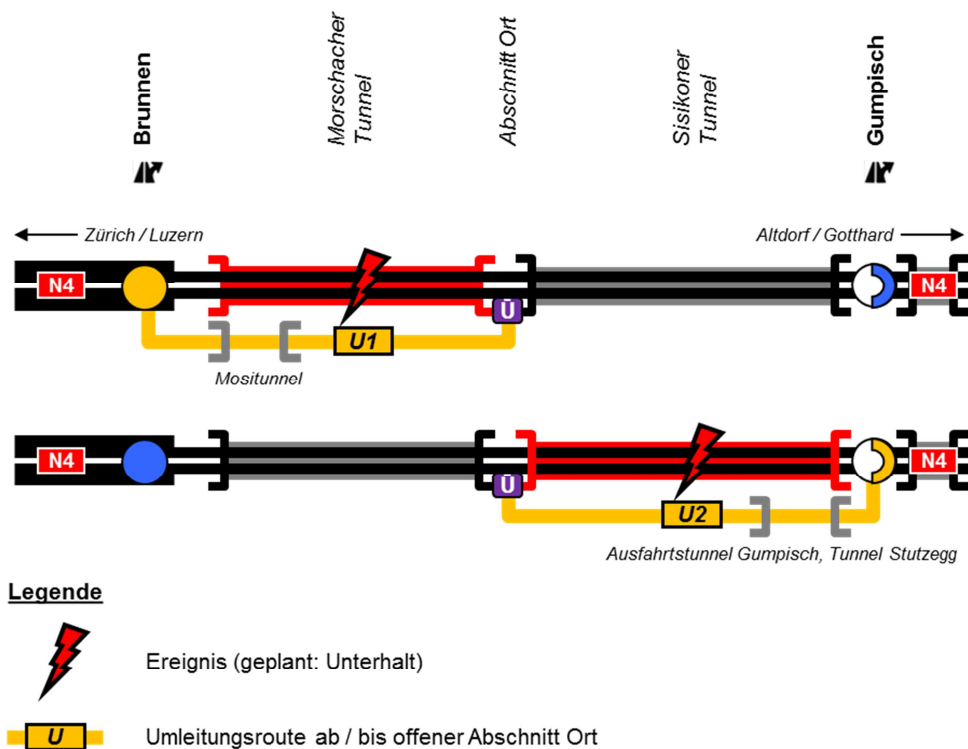 Brunnen
Morschacher
Tunnel
Abschnitt Ort
Sisikoner
Tunnel
Gumpisch
Zürich / Luzern
Altdorf / Gotthard
N4
N4
Ü
U1
Mositunnel
N4
N4
Ü
U2
Ausfahrtstunnel Gumpisch, Tunnel Stutzegg
Legende
Ereignis (geplant: Unterhalt)
U
Umleitungsroute ab / bis offener Abschnitt Ort